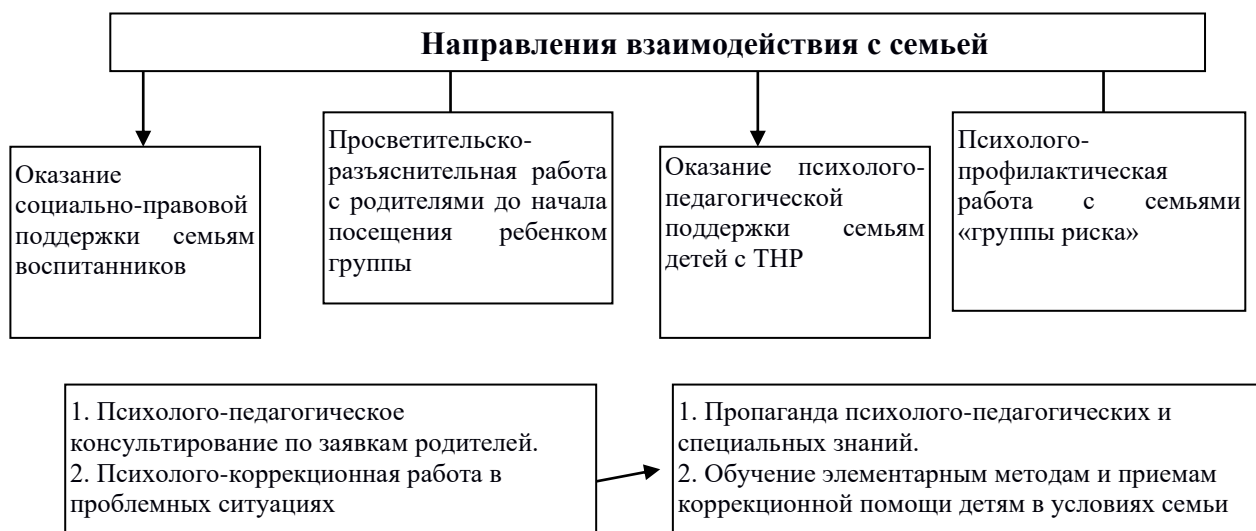 Направления взаимодействия с семьей
Оказание
социально-правовой
поддержки семьям
воспитанников
Просветительско-
разъяснительная работа
с родителями до начала
посещения ребенком
группы
Оказание психолого-
педагогической
поддержки семьям
детей с ТНР
Психолого-
профилактическая
работа с семьями
«группы риска»
1. Психолого-педагогическое
консультирование по заявкам родителей.
2. Психолого-коррекционная работа в
проблемных ситуациях
1. Пропаганда психолого-педагогических и
специальных знаний.
2. Обучение элементарным методам и приемам
коррекционной помощи детям в условиях семьи